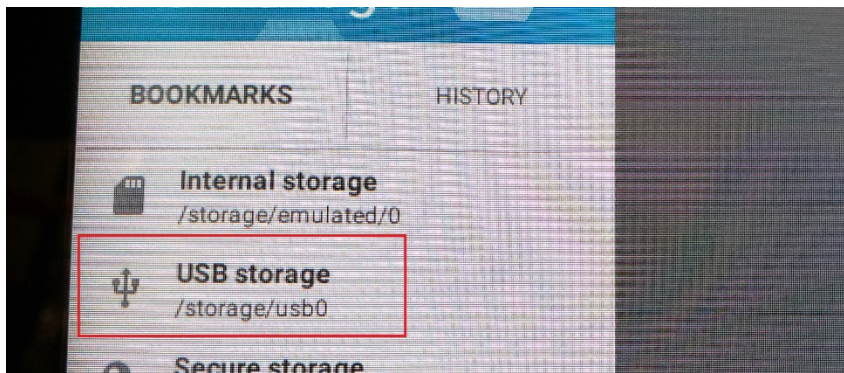 BOOKMARKS HISTORY
Internal storage
/storage/emulated/0
USB storage
/storage/usb0
Secure storage